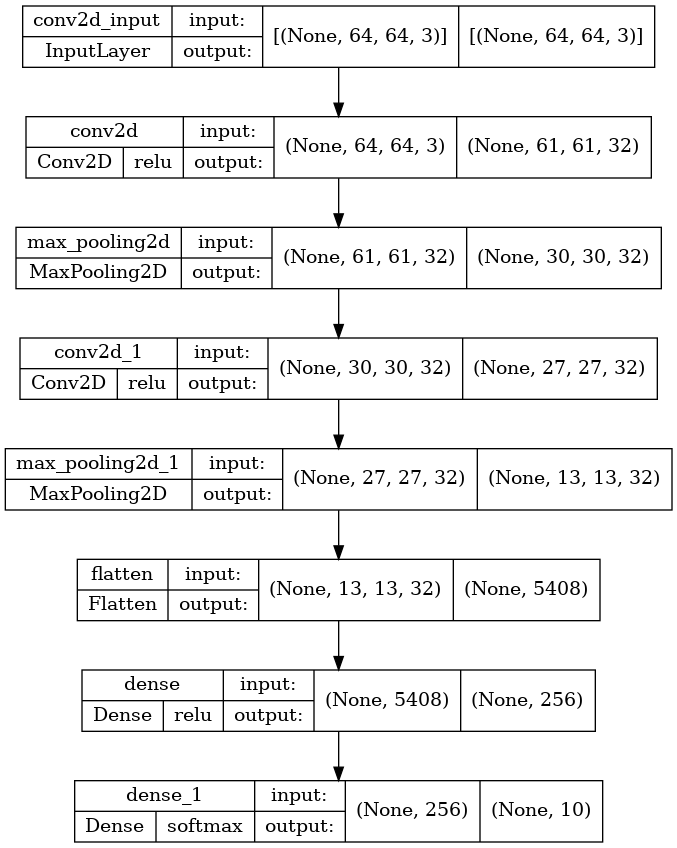 conv2d_input input: [(None, 64, 64, 3)] [(None, 64, 64, 3)]
InputLayer output:
conv2d input: (None, 64, 64, 3) (None, 61, 61, 32)
Conv2D relu output:
max_pooling2d input: (None, 61, 61, 32) (None, 30, 30, 32)
MaxPooling2D output:
conv2d_1 input: (None, 30, 30, 32) (None, 27, 27, 32)
Conv2D relu output:
max_pooling2d_1 input: (None, 27, 27, 32) (None, 13, 13, 32)
MaxPooling2D output:
flatten input: (None, 13, 13, 32) (None, 5408)
Flatten output:
dense input: (None, 5408) (None, 256)
Dense relu output:
dense_1 input: (None, 256) (None, 10)
Dense softmax output: